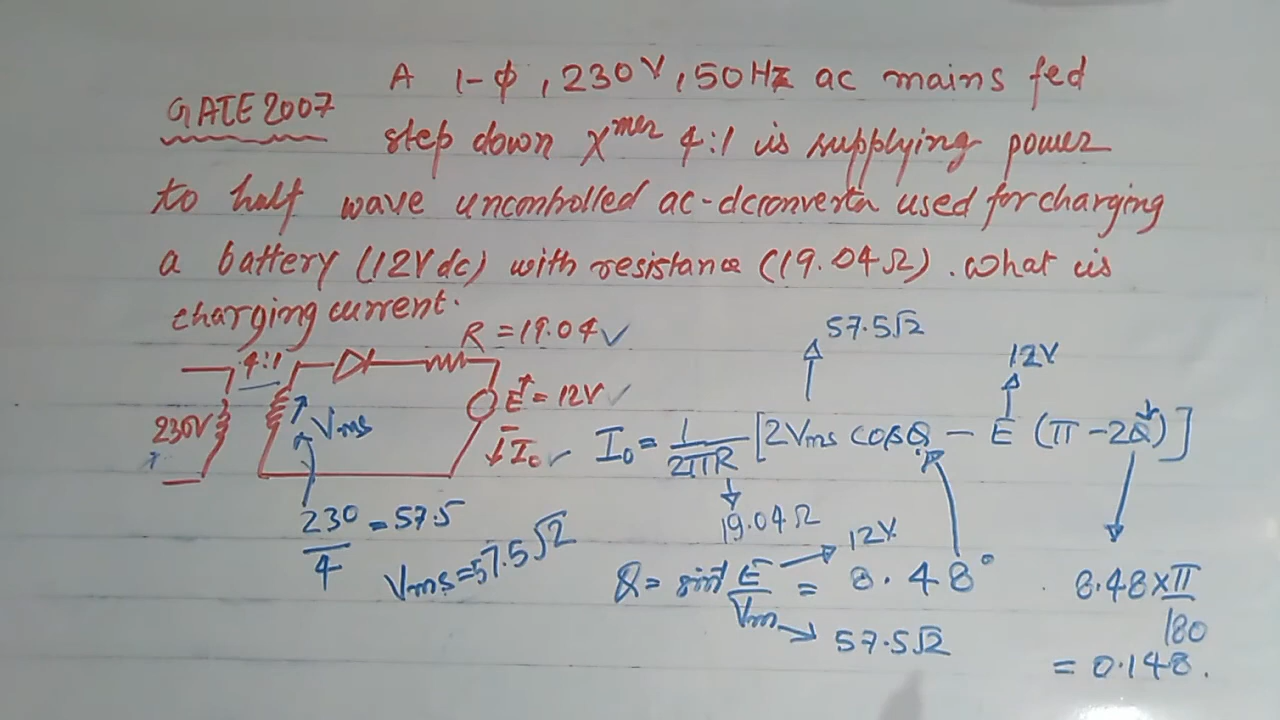 A 1-ϕ, 230V, 50Hz ac mains fed
GATE 2007
step down Xmer 4:1 is supplying power
to half wave uncontrolled ac-dc converter used for charging
a battery (12V dc) with resistance (19.04Ω). What is
charging current.
R = 19.04 ✓
4:1
230V
Vms
E = 12V ✓
I₀ ✓
230/4 = 57.5
Vms = 57.5√2
57.5√2
12V
I₀ = 1/2πR [2Vms cosθ - E (π - 2θ)]
19.04Ω
θ = sin⁻¹ E/Vm = 8.48°
12V
57.5√2
8.48 × π/180
= 0.148.